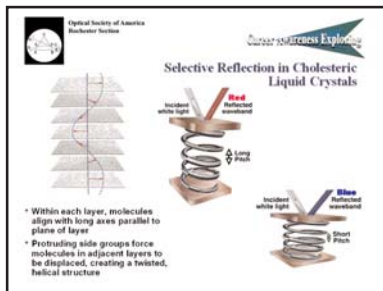 Optical Society of America
Rochester Section
Career Awareness Exploring
Selective Reflection in Cholesteric
Liquid Crystals
Incident
white light
Red
Reflected
waveband
Long
Pitch
Incident
white light
Blue
Reflected
waveband
Short
Pitch
• Within each layer, molecules
align with long axes parallel to
plane of layer
• Protruding side groups force
molecules in adjacent layers to
be displaced, creating a twisted,
helical structure